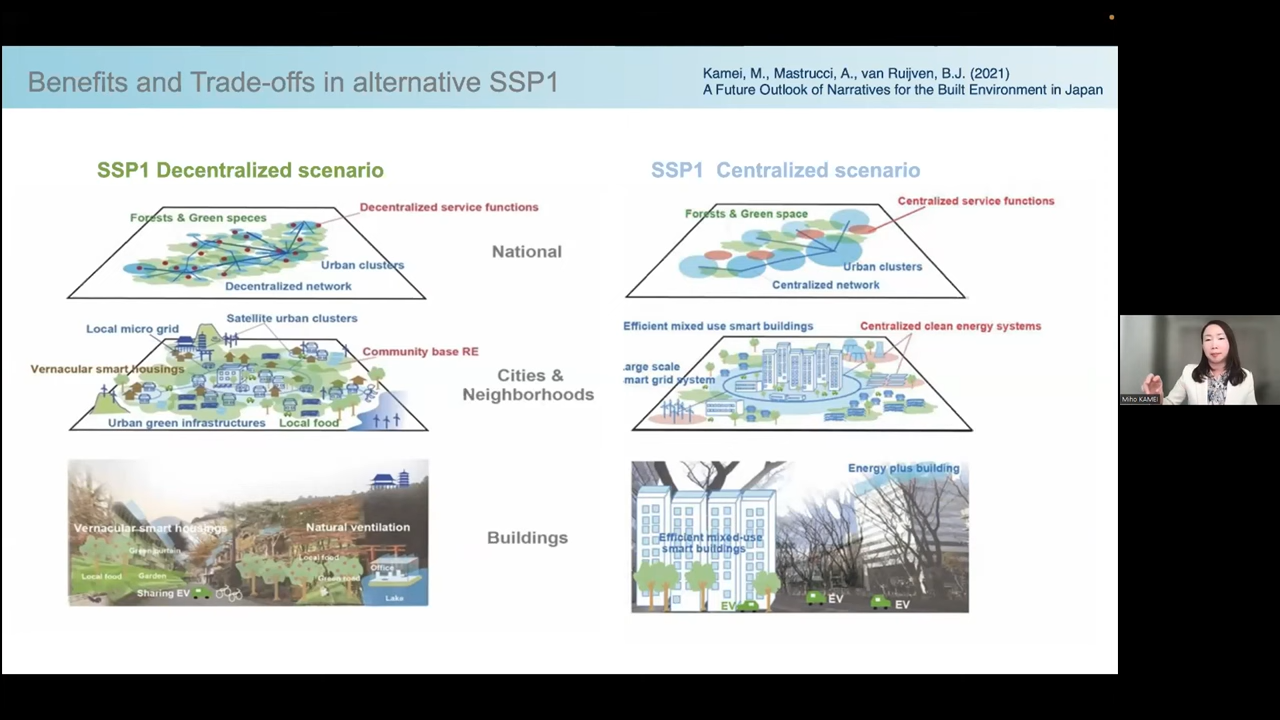 Benefits and Trade-offs in alternative SSP1
Kamei, M., Mastrucci, A., van Ruijven, B.J. (2021)
A Future Outlook of Narratives for the Built Environment in Japan
SSP1 Decentralized scenario
Forests & Green speces
Decentralized service functions
Urban clusters
Decentralized network
National
SSP1 Centralized scenario
Forests & Green space
Centralized service functions
Urban clusters
Centralized network
Local micro grid
Satellite urban clusters
Community base RE
Vernacular smart housings
Urban green infrastructures
Local food
Cities &
Neighborhoods
Efficient mixed use smart buildings
Centralized clean energy systems
arge scale
mart grid system
Vernacular smart housings
Natural ventilation
Green curtain
Local food
Local food
Garden
Green roof
Office
Sharing EV
Lake
Buildings
Energy plus building
Efficient mixed-use
smart buildings
EV
EV
EV
Miho KAMEI